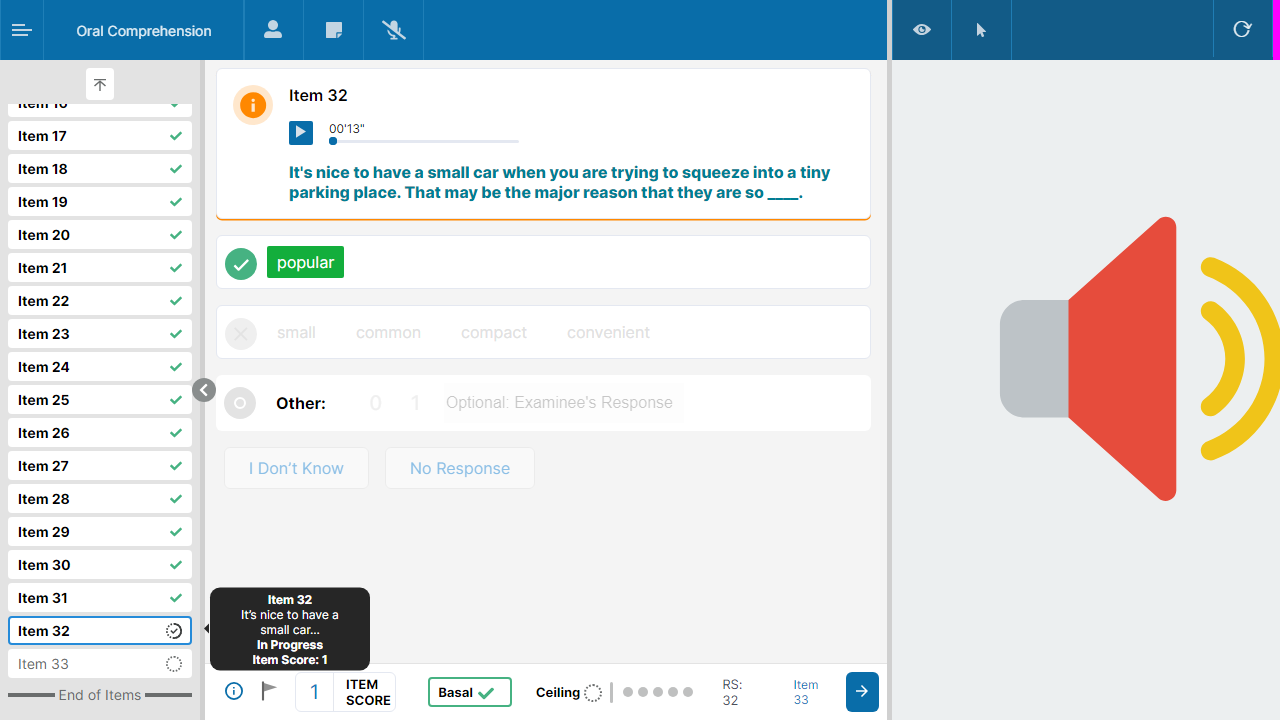 Oral Comprehension
Item 16
Item 17
Item 18
Item 19
Item 20
Item 21
Item 22
Item 23
Item 24
Item 25
Item 26
Item 27
Item 28
Item 29
Item 30
Item 31
Item 32
Item 33
End of Items
Item 32
00'13"
It's nice to have a small car when you are trying to squeeze into a tiny
parking place. That may be the major reason that they are so ____.
popular
small common compact convenient
Other: 0 1 Optional: Examinee's Response
I Don't Know No Response
Item 32
It's nice to have a
small car...
In Progress
Item Score: 1
1 ITEM
SCORE
Basal
Ceiling
RS:
32
Item
33